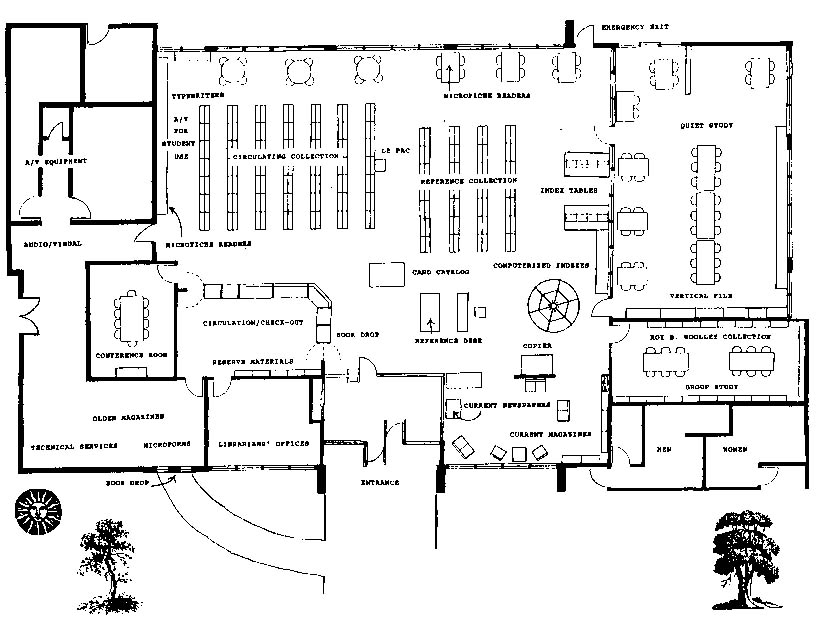 EMERGENCY EXIT
TYPEWRITERS
MICROFICHE READERS
A/V
FOR
STUDENT
USE
QUIET STUDY
LE PAC
A/V EQUIPMENT
CIRCULATING COLLECTION
REFERENCE COLLECTION
INDEX TABLES
AUDIO/VISUAL
MICROFICHE READERS
COMPUTERIZED INDEXES
CARD CATALOG
VERTICAL FILE
CIRCULATION/CHECK-OUT
BOOK DROP
REFERENCE DESK
ROY B. WOOLLEY COLLECTION
COPIER
CONFERENCE ROOM
RESERVE MATERIALS
GROUP STUDY
CURRENT NEWSPAPERS
OLDER MAGAZINES
CURRENT MAGAZINES
TECHNICAL SERVICES
MICROFORMS
LIBRARIANS' OFFICES
MEN
WOMEN
BOOK DROP
ENTRANCE